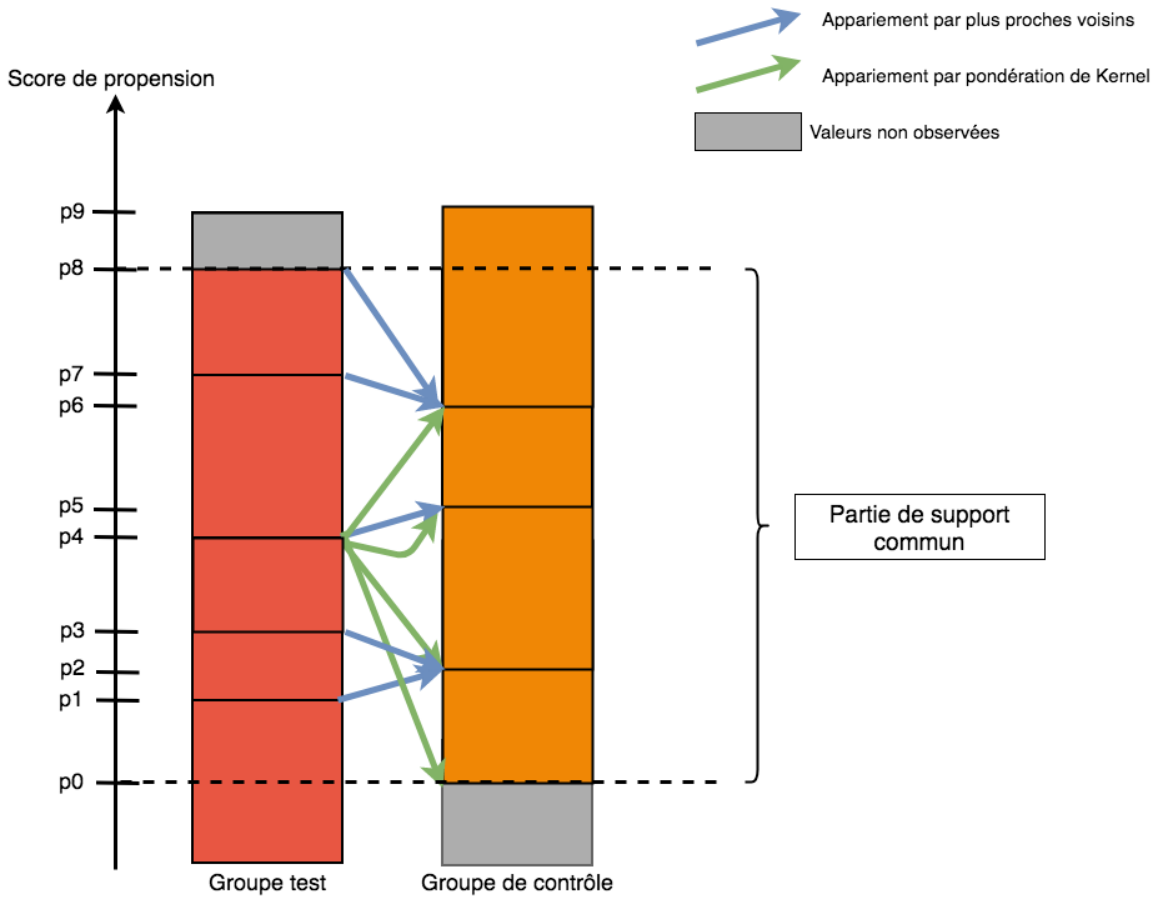 Appariement par plus proches voisins
Appariement par pondération de Kernel
Valeurs non observées
Score de propension
p9
p8
p7
p6
p5
p4
p3
p2
p1
p0
Partie de support
commun
Groupe test
Groupe de contrôle